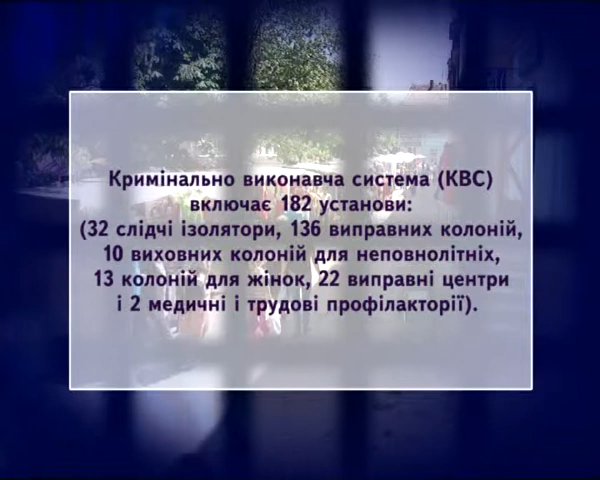 Кримінально виконавча система (КВС)
включає 182 установи:
(32 слідчі ізолятори, 136 виправних колоній,
10 виховних колоній для неповнолітніх,
13 колоній для жінок, 22 виправні центри
і 2 медичні і трудові профілакторії).